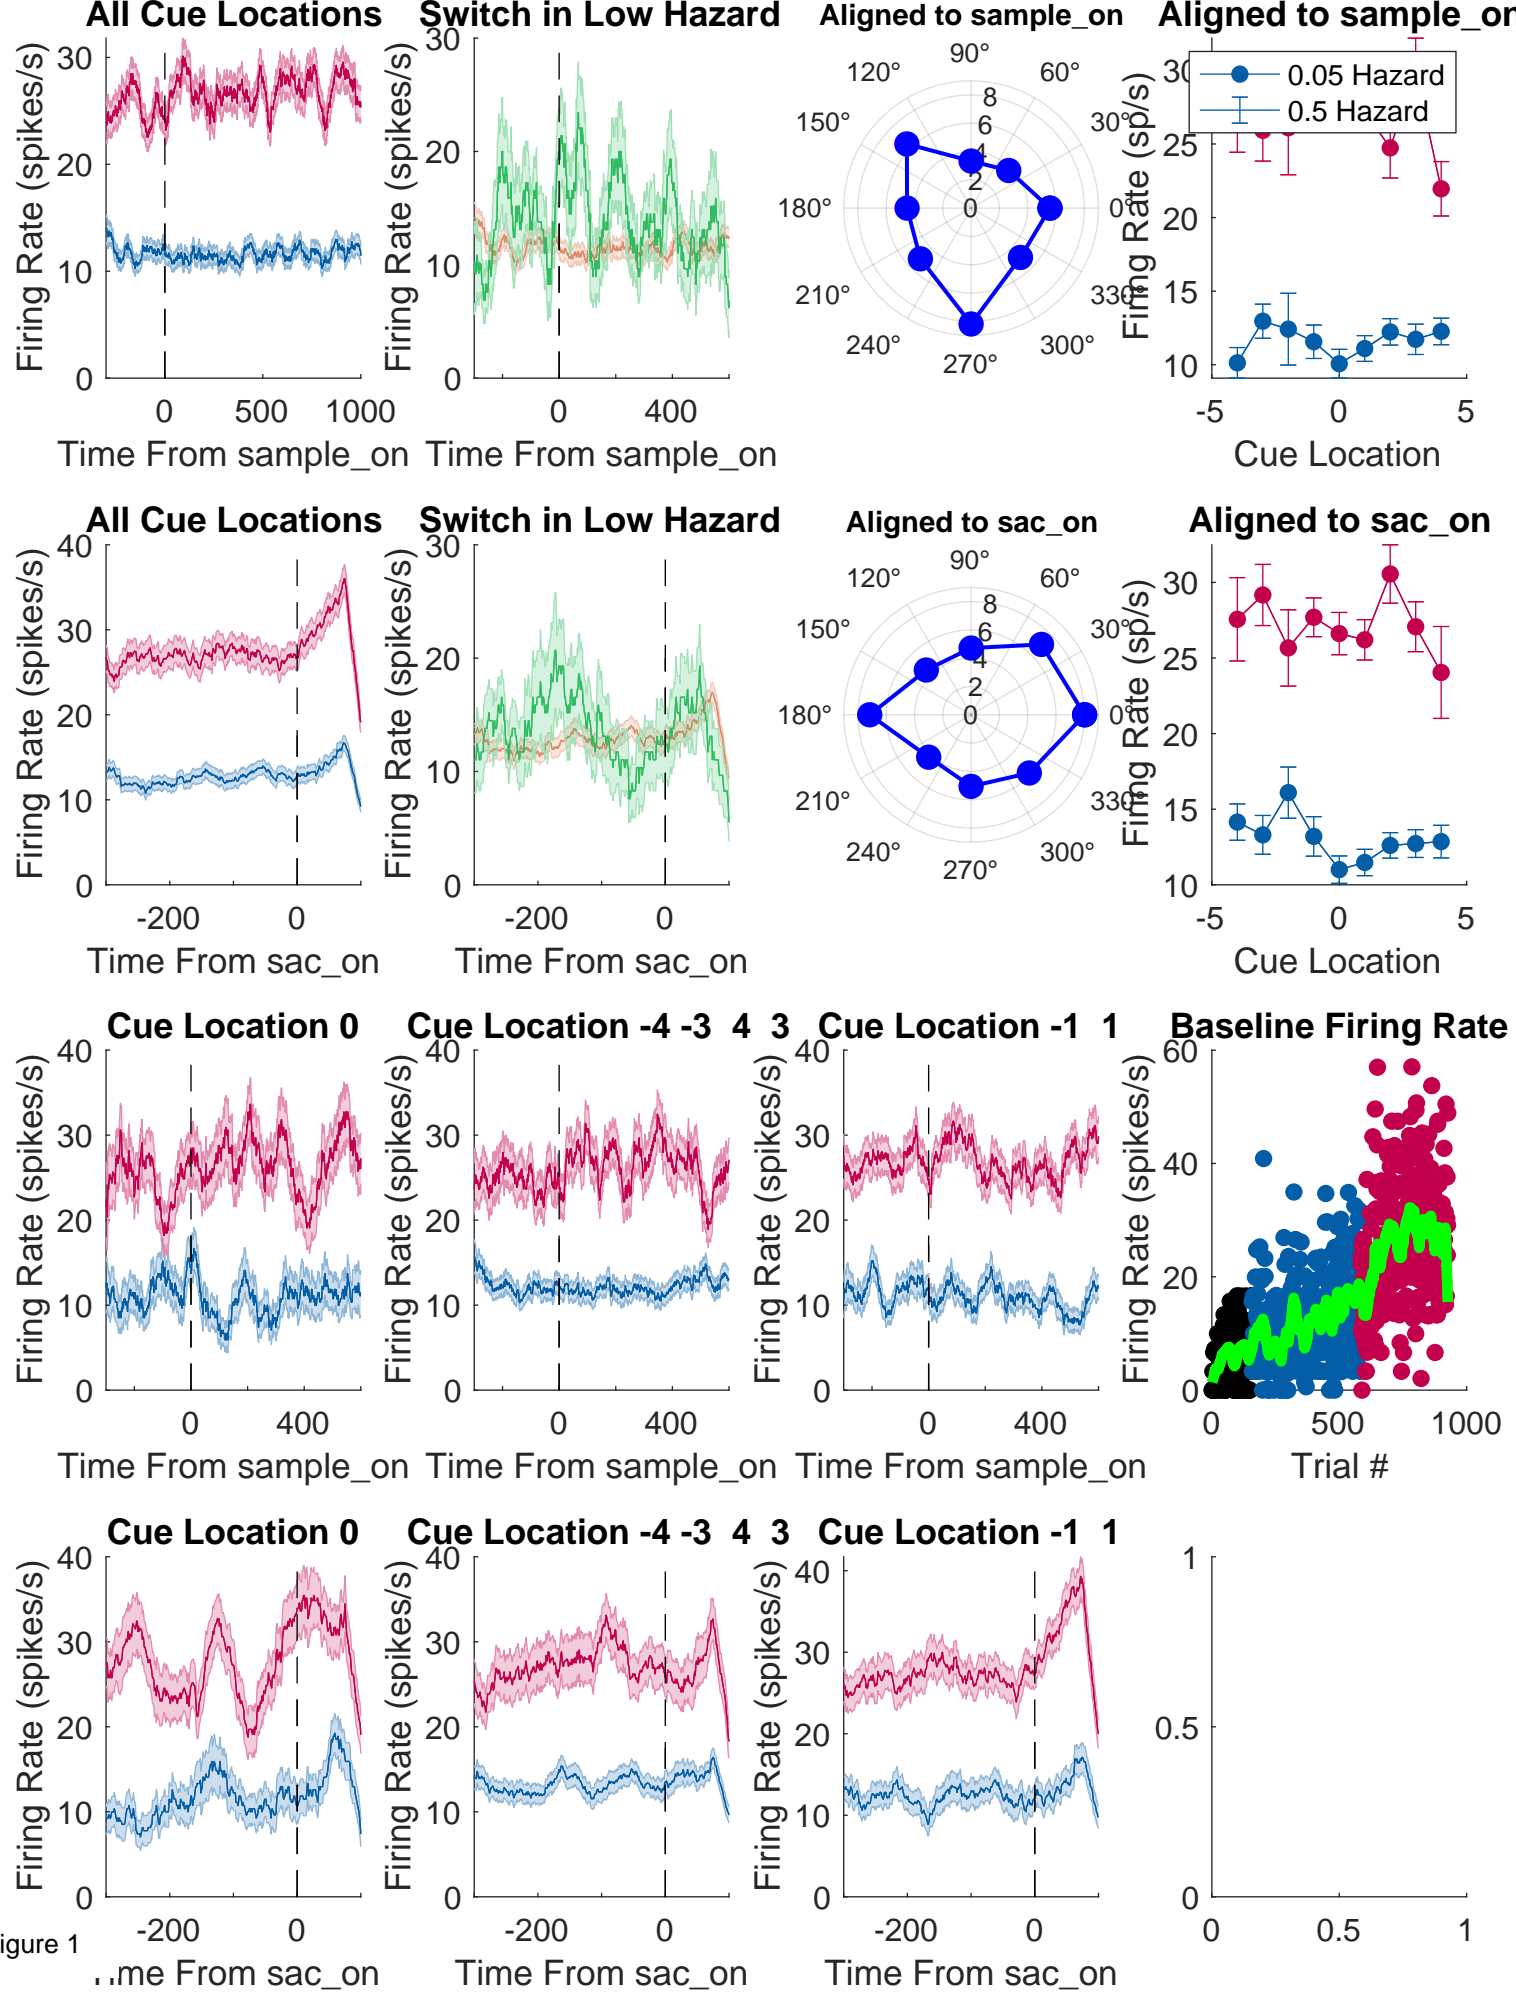 All Cue Locations
Firing Rate (spikes/s)
30
20
10
0
0 500 1000
Time From sample_on
Switch in Low Hazard
Firing Rate (spikes/s)
30
20
10
0
0 400
Time From sample_on
Aligned to sample_on
90°
120° 60°
150° 30°
180° 0°
210° 330°
240° 300°
270°
8
6
4
2
0
Aligned to sample_on
Firing Rate (sp/s)
30
25
20
15
10
-5 0 5
Cue Location
0.05 Hazard
0.5 Hazard
All Cue Locations
Firing Rate (spikes/s)
40
30
20
10
0
-200 0
Time From sac_on
Switch in Low Hazard
Firing Rate (spikes/s)
30
20
10
0
-200 0
Time From sac_on
Aligned to sac_on
90°
120° 60°
150° 30°
180° 0°
210° 330°
240° 300°
270°
8
6
4
2
0
Aligned to sac_on
Firing Rate (sp/s)
30
25
20
15
10
-5 0 5
Cue Location
Cue Location 0
Firing Rate (spikes/s)
40
30
20
10
0
0 400
Time From sample_on
Cue Location -4 -3 4 3
Firing Rate (spikes/s)
40
30
20
10
0
0 400
Time From sample_on
Cue Location -1 1
Firing Rate (spikes/s)
40
30
20
10
0
0 400
Time From sample_on
Baseline Firing Rate
Firing Rate (spikes/s)
60
40
20
0
0 500 1000
Trial #
Cue Location 0
Firing Rate (spikes/s)
40
30
20
10
0
-200 0
Time From sac_on
Cue Location -4 -3 4 3
Firing Rate (spikes/s)
40
30
20
10
0
-200 0
Time From sac_on
Cue Location -1 1
Firing Rate (spikes/s)
40
30
20
10
0
-200 0
Time From sac_on
1
0.5
0
0 0.5 1
igure 1